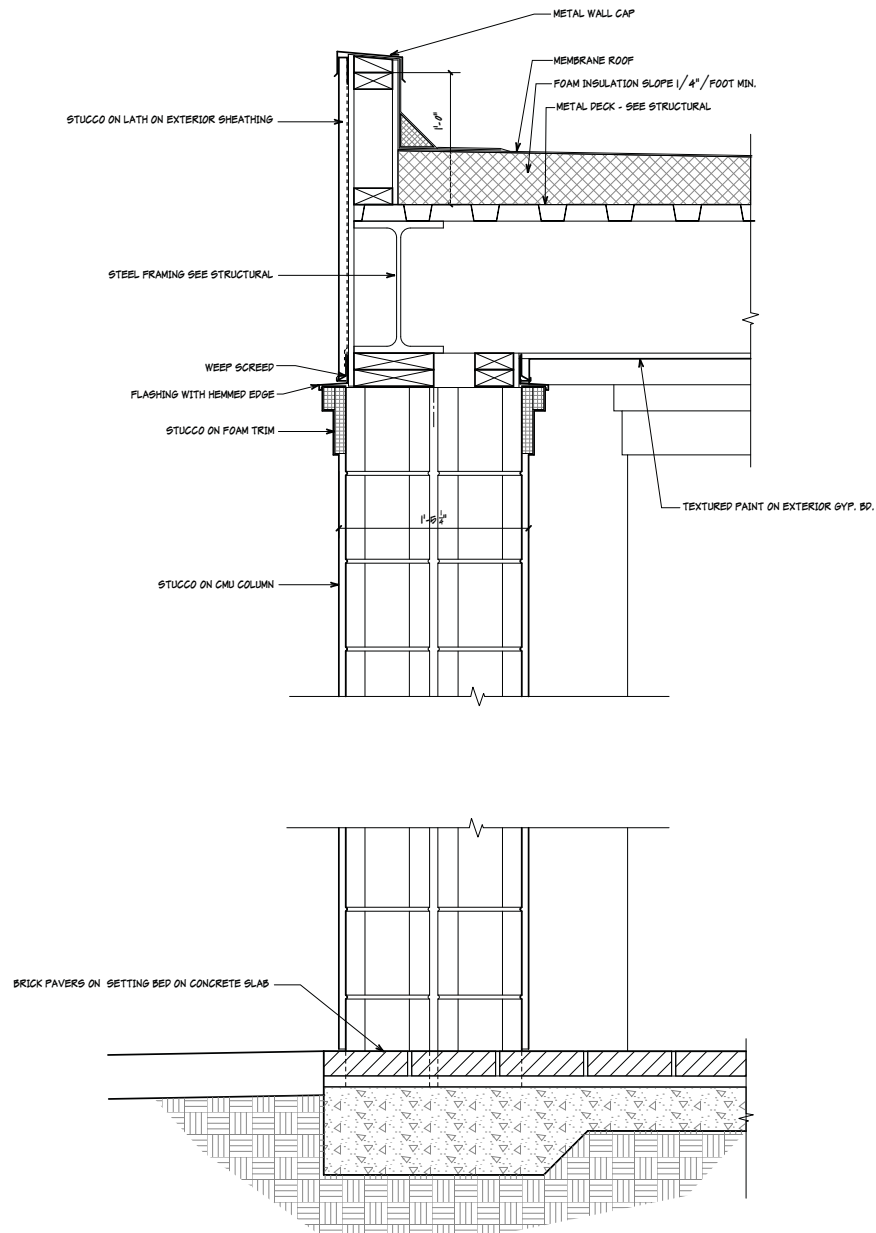 METAL WALL CAP
MEMBRANE ROOF
FOAM INSULATION SLOPE 1/4"/FOOT MIN.
METAL DECK - SEE STRUCTURAL
STUCCO ON LATH ON EXTERIOR SHEATHING
1'-0"
STEEL FRAMING SEE STRUCTURAL
WEEP SCREED
FLASHING WITH HEMMED EDGE
STUCCO ON FOAM TRIM
TEXTURED PAINT ON EXTERIOR GYP. BD.
1'-5 1/4"
STUCCO ON CMU COLUMN
BRICK PAVERS ON SETTING BED ON CONCRETE SLAB